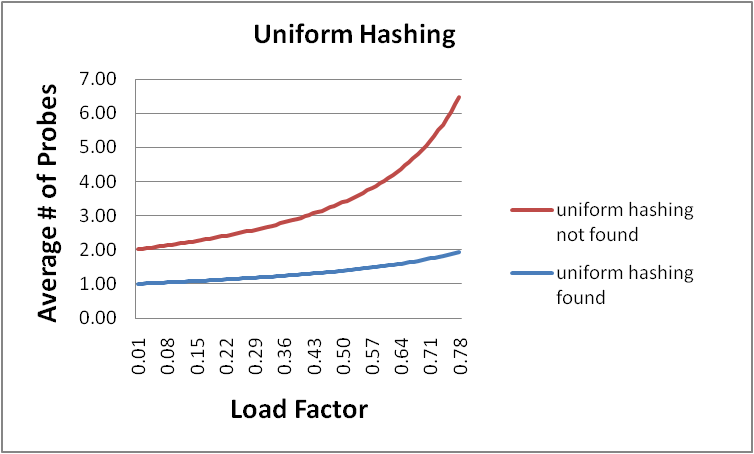 Uniform Hashing
Average # of Probes
7.00
6.00
5.00
4.00
3.00
2.00
1.00
0.00
0.01
0.08
0.15
0.22
0.29
0.36
0.43
0.50
0.57
0.64
0.71
0.78
Load Factor
uniform hashing
not found
uniform hashing
found